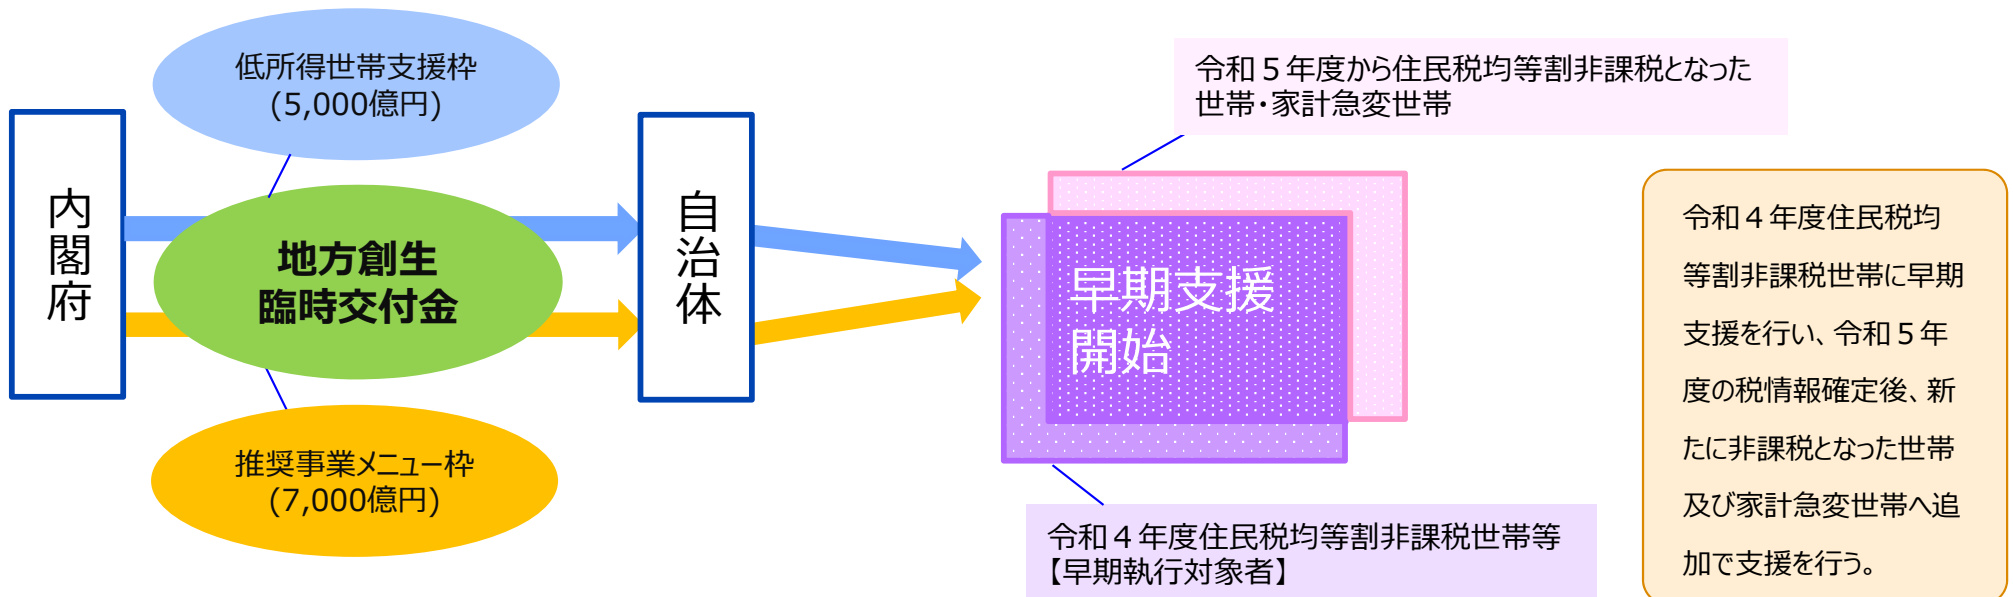 低所得世帯支援枠
(5,000億円)
内閣府
地方創生
臨時交付金
推奨事業メニュー枠
(7,000億円)
自治体
令和５年度から住民税均等割非課税となった
世帯・家計急変世帯
早期支援
開始
令和４年度住民税均等割非課税世帯等
【早期執行対象者】
令和４年度住民税均
等割非課税世帯に早期
支援を行い、令和５年
度の税情報確定後、新
たに非課税となった世帯
及び家計急変世帯へ追
加で支援を行う。